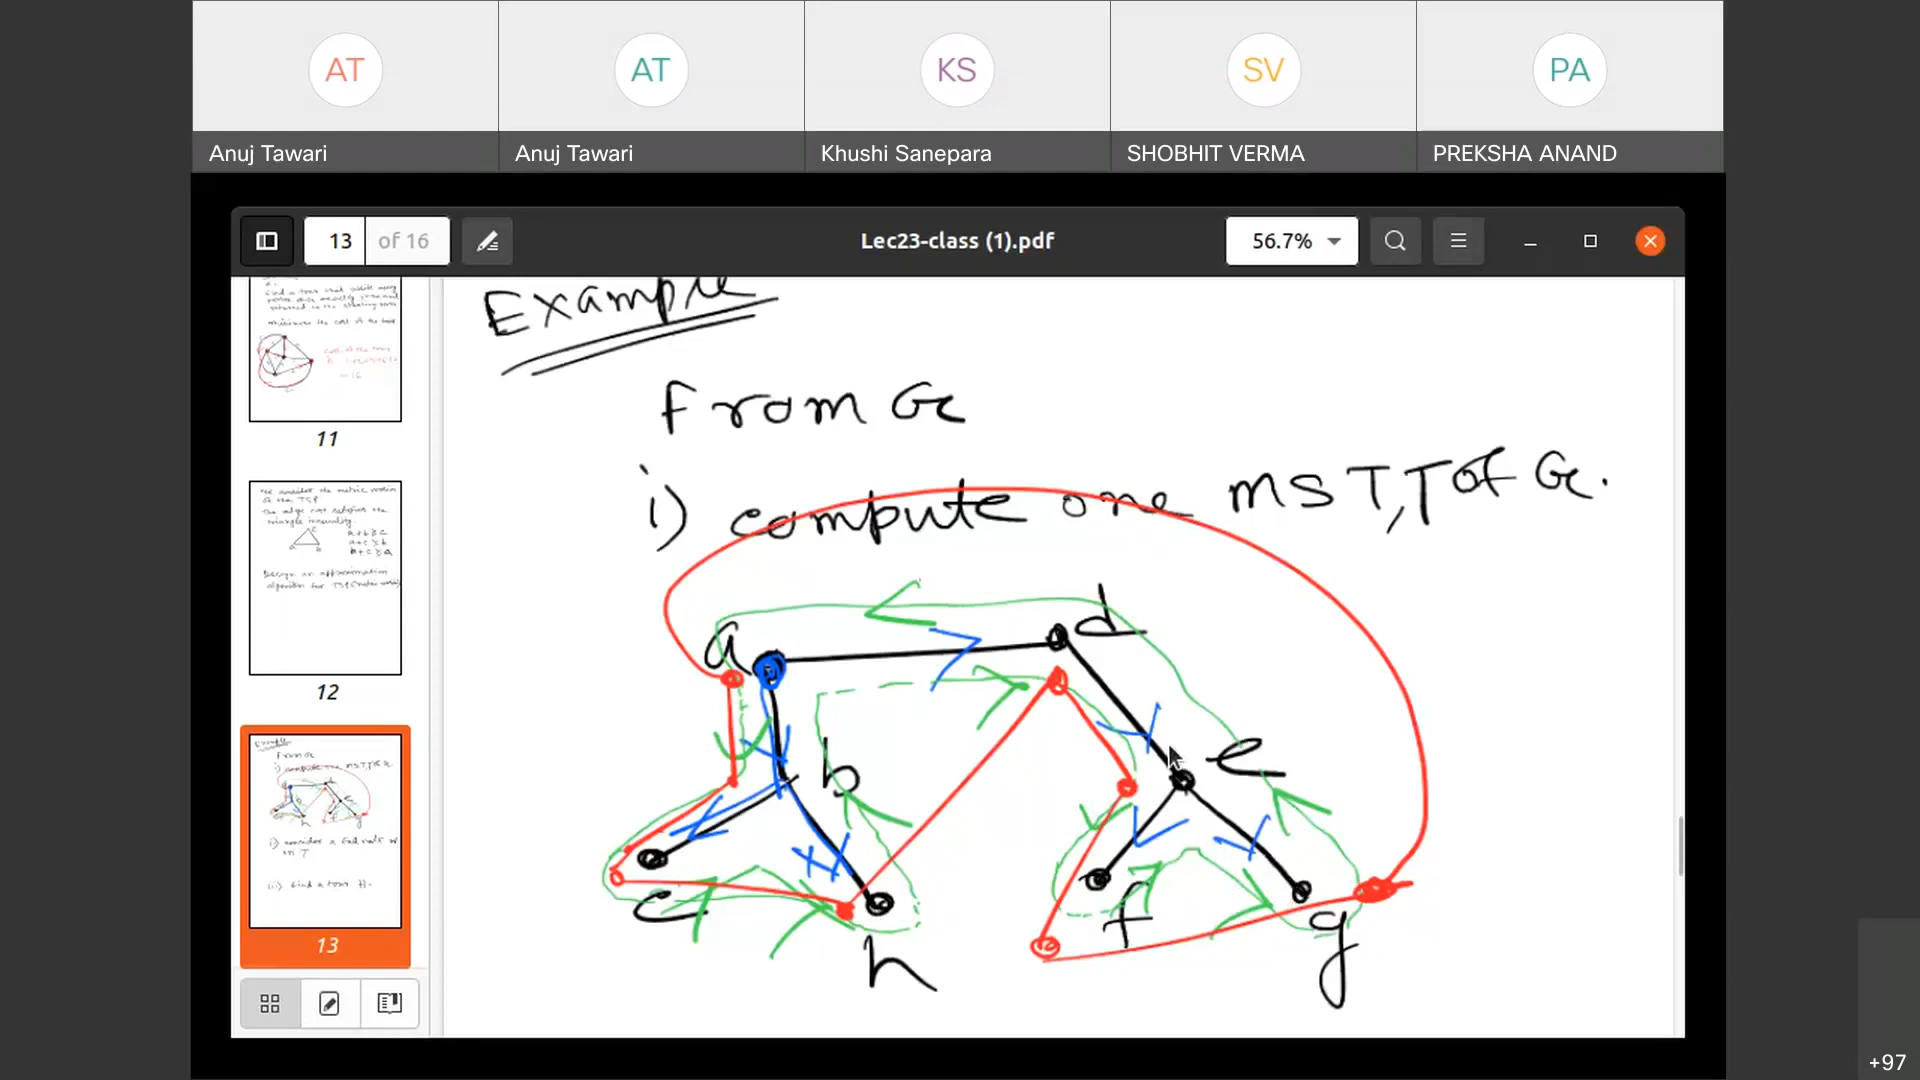 AT AT KS SV PA
Anuj Tawari Anuj Tawari Khushi Sanepara SHOBHIT VERMA PREKSHA ANAND
13 of 16 Lec23-class (1).pdf 56.7%
Example
From G
i) compute one MST, T of G.
a d
b e
c f
h g
11
12
13
+97